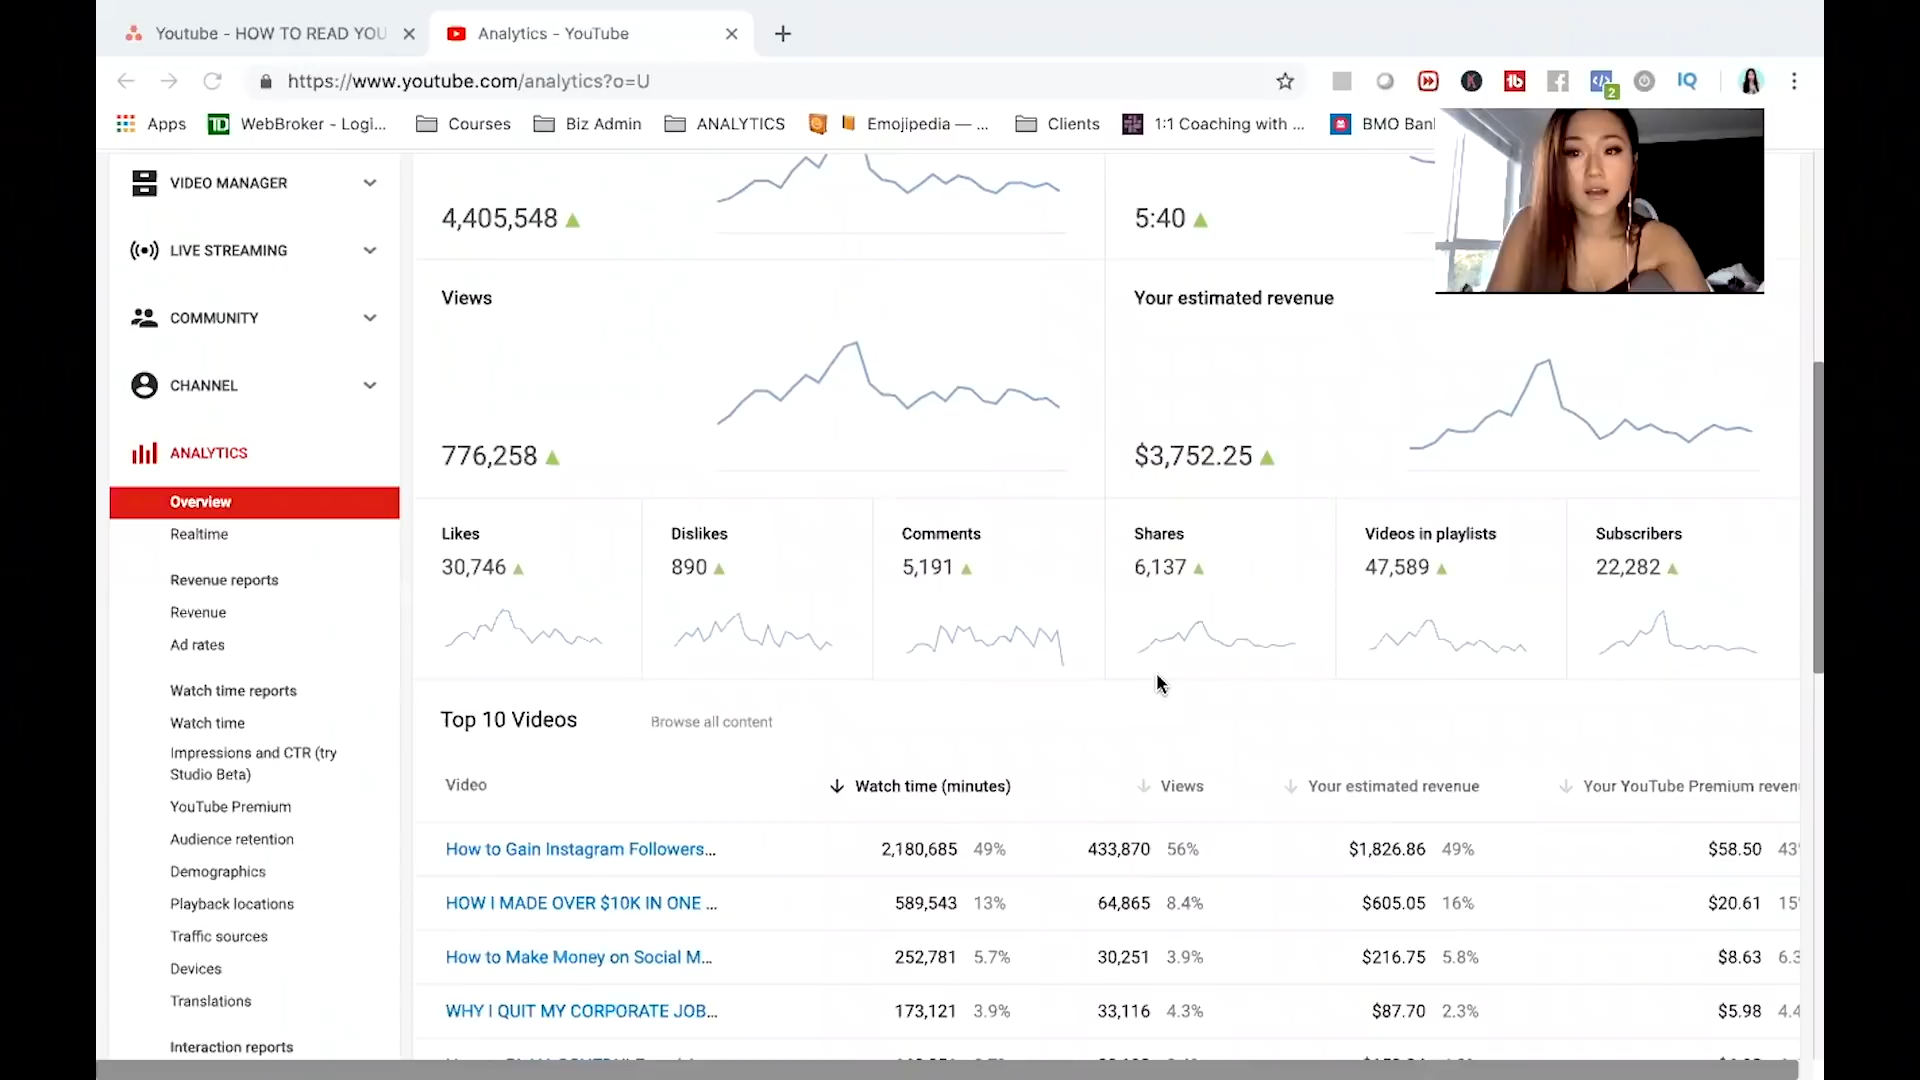 Youtube - HOW TO READ YOU
Analytics - YouTube
https://www.youtube.com/analytics?o=U
2
IQ
Apps
TD
WebBroker - Logi...
Courses
Biz Admin
ANALYTICS
Emojipedia — ...
Clients
1:1 Coaching with ...
BMO Ban
VIDEO MANAGER
LIVE STREAMING
COMMUNITY
CHANNEL
ANALYTICS
Overview
Realtime
Revenue reports
Revenue
Ad rates
Watch time reports
Watch time
Impressions and CTR (try
Studio Beta)
YouTube Premium
Audience retention
Demographics
Playback locations
Traffic sources
Devices
Translations
Interaction reports
4,405,548
5:40
Views
776,258
Your estimated revenue
$3,752.25
Likes
30,746
Dislikes
890
Comments
5,191
Shares
6,137
Videos in playlists
47,589
Subscribers
22,282
Top 10 Videos Browse all content
Video Watch time (minutes) Views Your estimated revenue Your YouTube Premium reven
How to Gain Instagram Followers... 2,180,685 49% 433,870 56% $1,826.86 49% $58.50 43
HOW I MADE OVER $10K IN ONE ... 589,543 13% 64,865 8.4% $605.05 16% $20.61 15
How to Make Money on Social M... 252,781 5.7% 30,251 3.9% $216.75 5.8% $8.63 6.3
WHY I QUIT MY CORPORATE JOB... 173,121 3.9% 33,116 4.3% $87.70 2.3% $5.98 4.4